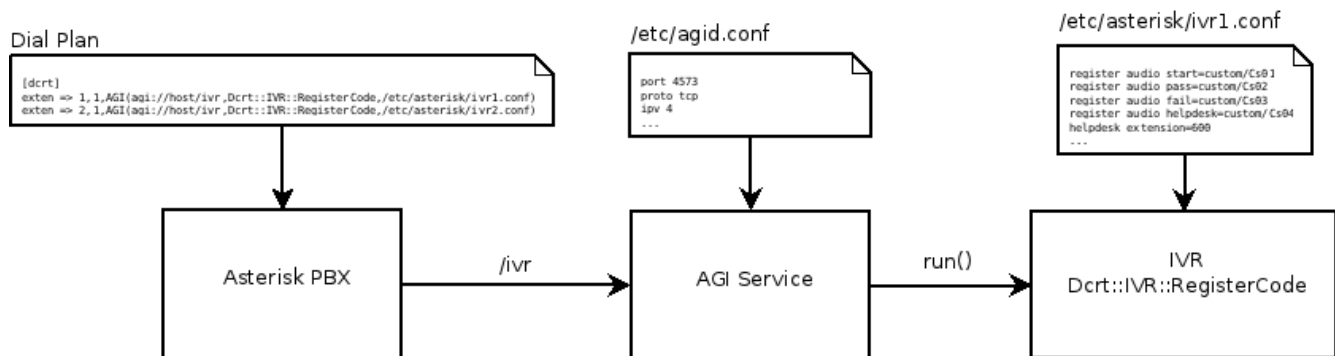 Dial Plan
[dcrt]
exten => 1,1,AGI(agi://host/ivr,Dcrt::IVR::RegisterCode,/etc/asterisk/ivr1.conf)
exten => 2,1,AGI(agi://host/ivr,Dcrt::IVR::RegisterCode,/etc/asterisk/ivr2.conf)
/etc/agid.conf
port 4573
proto tcp
ipv 4
...
/etc/asterisk/ivr1.conf
register audio start=custom/Cs01
register audio pass=custom/Cs02
register audio fail=custom/Cs03
register audio helpdesk=custom/Cs04
helpdesk extension=600
...
Asterisk PBX
/ivr
AGI Service
run()
IVR
Dcrt::IVR::RegisterCode